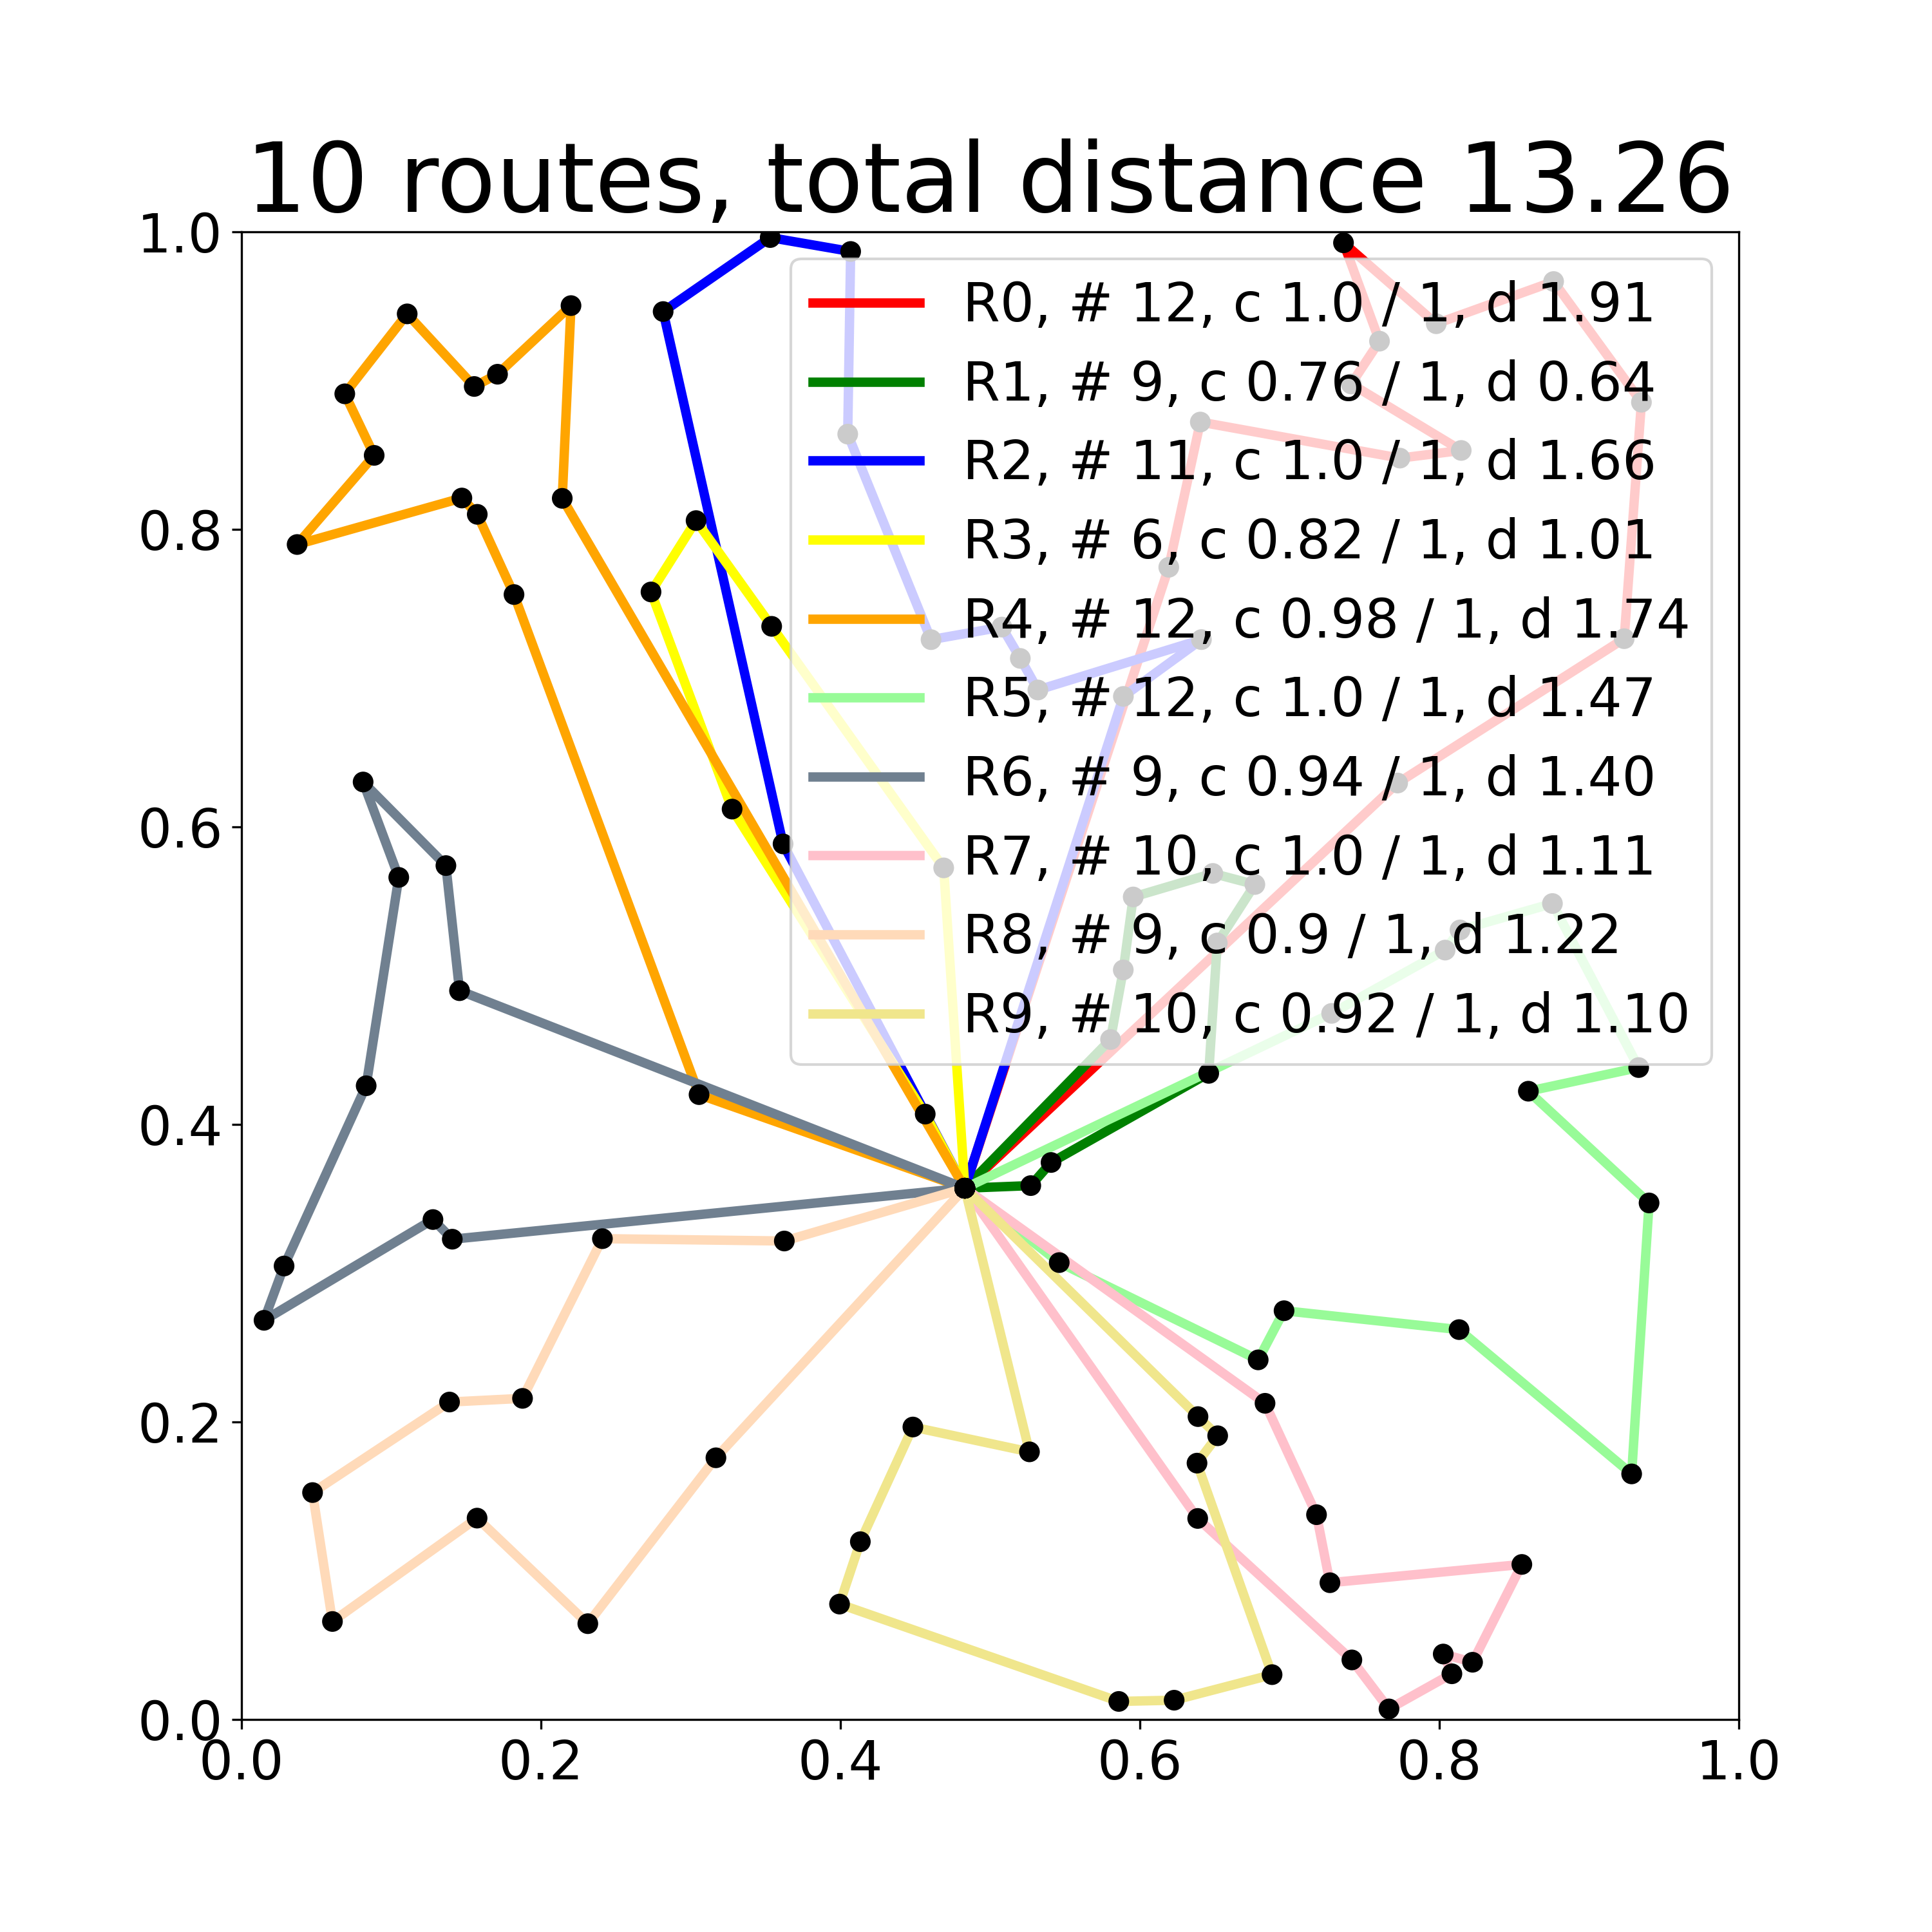 10 routes, total distance 13.26
1.0
0.8
0.6
0.4
0.2
0.0
0.0 0.2 0.4 0.6 0.8 1.0
R0, # 12, c 1.0 / 1, d 1.91
R1, # 9, c 0.76 / 1, d 0.64
R2, # 11, c 1.0 / 1, d 1.66
R3, # 6, c 0.82 / 1, d 1.01
R4, # 12, c 0.98 / 1, d 1.74
R5, # 12, c 1.0 / 1, d 1.47
R6, # 9, c 0.94 / 1, d 1.40
R7, # 10, c 1.0 / 1, d 1.11
R8, # 9, c 0.9 / 1, d 1.22
R9, # 10, c 0.92 / 1, d 1.10